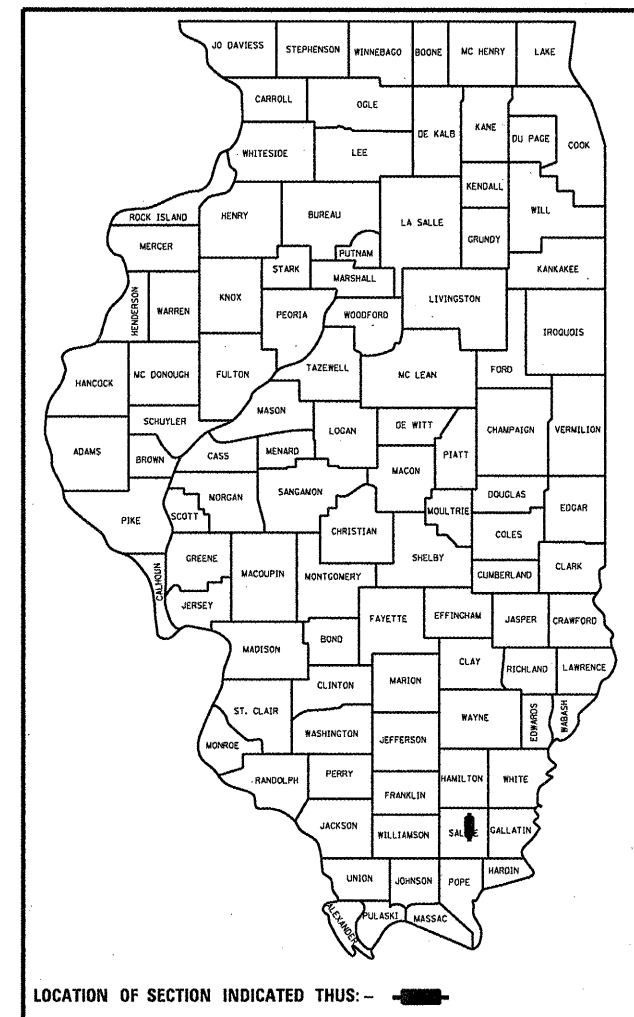 JO DAVIESS STEPHENSON WINNEBAGO BOONE MC HENRY LAKE
CARROLL OGLE DE KALB KANE DU PAGE COOK
WHITESIDE LEE KENDALL WILL
ROCK ISLAND HENRY BUREAU LA SALLE GRUNDY
MERCER PUTNAM KANKAKEE
HENDERSON WARREN KNOX STARK MARSHALL LIVINGSTON
PEORIA WOODFORD IROQUOIS
HANCOCK MC DONOUGH FULTON TAZEWELL MC LEAN FORD
MASON
SCHUYLER LOGAN DE WITT CHAMPAIGN VERMILION
ADAMS BROWN CASS MENARD MACON PIATT
PIKE SCOTT MORGAN SANGAMON MOULTRIE DOUGLAS EDGAR
CHRISTIAN COLES
CALHOUN GREENE MACOUPIN MONTGOMERY SHELBY CUMBERLAND CLARK
JERSEY FAYETTE EFFINGHAM JASPER CRAWFORD
MADISON BOND
CLINTON MARION CLAY RICHLAND LAWRENCE
ST. CLAIR WAYNE EDWARDS WABASH
MONROE WASHINGTON JEFFERSON
RANDOLPH PERRY HAMILTON WHITE
FRANKLIN
JACKSON WILLIAMSON GALLATIN
UNION JOHNSON POPE HARDIN
ALEXANDER PULASKI MASSAC
LOCATION OF SECTION INDICATED THUS: -